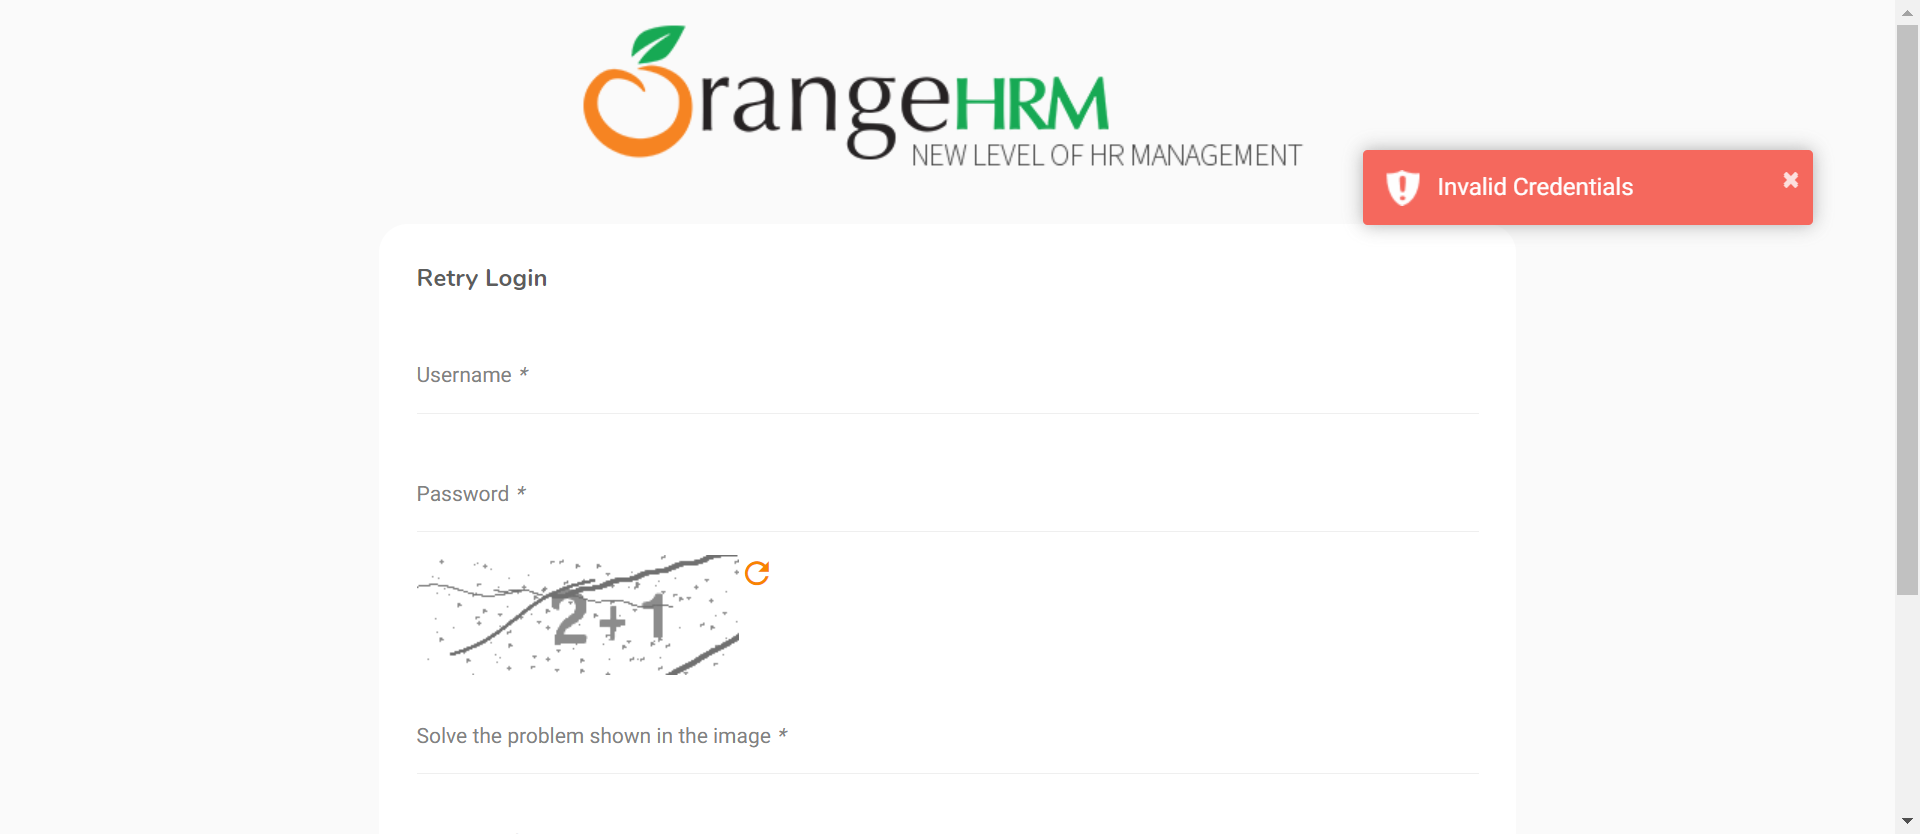 OrangeHRM
NEW LEVEL OF HR MANAGEMENT
Invalid Credentials
Retry Login
Username *
Password *
2+1
Solve the problem shown in the image *